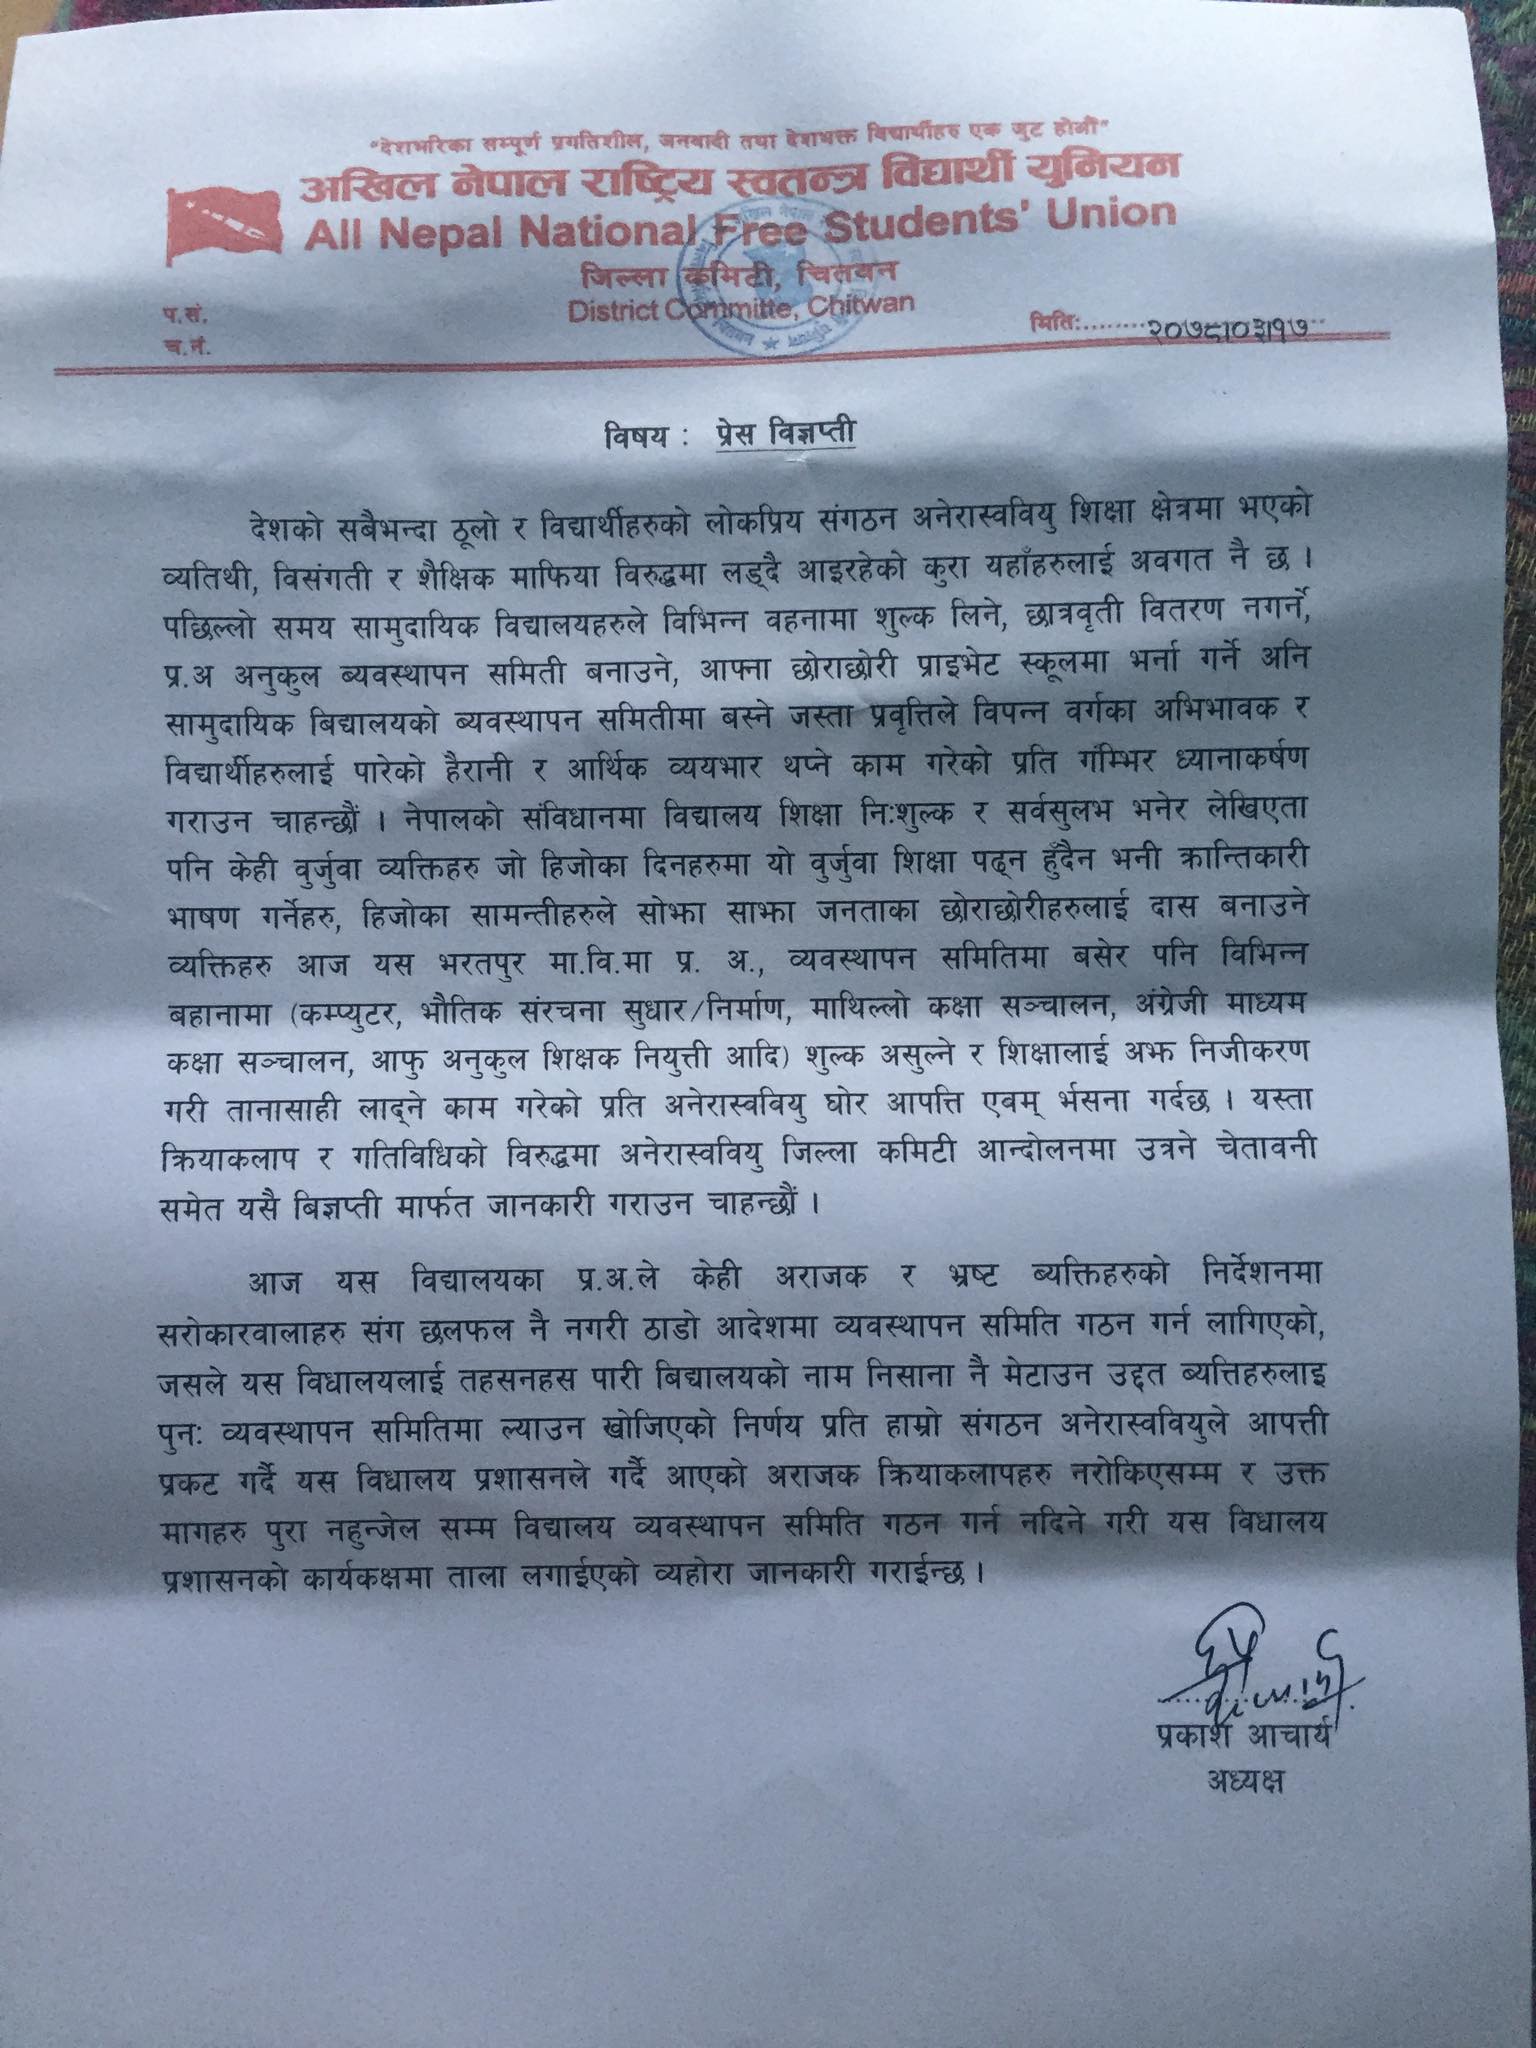 "देशभरिका सम्पूर्ण प्रगतिशील, जनवादी तथा देशभक्त विद्यार्थीहरु एक जुट होऔं"
अखिल नेपाल राष्ट्रिय स्वतन्त्र विद्यार्थी युनियन
All Nepal National Free Students' Union
जिल्ला कमिटी, चितवन
District Committe, Chitwan
प.सं.
च.नं.
मितिः.........२०७८।०३।१७
विषय : प्रेस विज्ञप्ती
देशको सबैभन्दा ठूलो र विद्यार्थीहरुको लोकप्रिय संगठन अनेरास्ववियु शिक्षा क्षेत्रमा भएको
व्यतिथी, विसंगती र शैक्षिक माफिया विरुद्धमा लड्दै आइरहेको कुरा यहाँहरुलाई अवगत नै छ ।
पछिल्लो समय सामुदायिक विद्यालयहरुले विभिन्न वहनामा शुल्क लिने, छात्रवृती वितरण नगर्ने,
प्र.अ अनुकुल ब्यवस्थापन समिती बनाउने, आफ्ना छोराछोरी प्राइभेट स्कूलमा भर्ना गर्ने अनि
सामुदायिक बिद्यालयको ब्यवस्थापन समितीमा बस्ने जस्ता प्रवृत्तिले विपन्न वर्गका अभिभावक र
विद्यार्थीहरुलाई पारेको हैरानी र आर्थिक व्ययभार थप्ने काम गरेको प्रति गंम्भिर ध्यानाकर्षण
गराउन चाहन्छौं । नेपालको संविधानमा विद्यालय शिक्षा निःशुल्क र सर्वसुलभ भनेर लेखिएता
पनि केही वुर्जुवा व्यक्तिहरु जो हिजोका दिनहरुमा यो वुर्जुवा शिक्षा पढ्न हुँदैन भनी क्रान्तिकारी
भाषण गर्नेहरु, हिजोका सामन्तीहरुले सोझा साझा जनताका छोराछोरीहरुलाई दास बनाउने
व्यक्तिहरु आज यस भरतपुर मा.वि.मा प्र. अ., व्यवस्थापन समितिमा बसेर पनि विभिन्न
बहानामा (कम्प्युटर, भौतिक संरचना सुधार/निर्माण, माथिल्लो कक्षा सञ्चालन, अंग्रेजी माध्यम
कक्षा सञ्चालन, आफु अनुकुल शिक्षक नियुत्ती आदि) शुल्क असुल्ने र शिक्षालाई अझ निजीकरण
गरी तानासाही लाद्ने काम गरेको प्रति अनेरास्ववियु घोर आपत्ति एवम् र्भसना गर्दछ । यस्ता
क्रियाकलाप र गतिविधिको विरुद्धमा अनेरास्ववियु जिल्ला कमिटी आन्दोलनमा उत्रने चेतावनी
समेत यसै बिज्ञप्ती मार्फत जानकारी गराउन चाहन्छौं ।
आज यस विद्यालयका प्र.अ.ले केही अराजक र भ्रष्ट ब्यक्तिहरुको निर्देशनमा
सरोकारवालाहरु संग छलफल नै नगरी ठाडो आदेशमा व्यवस्थापन समिति गठन गर्न लागिएको,
जसले यस विधालयलाई तहसनहस पारी बिद्यालयको नाम निसाना नै मेटाउन उद्दत ब्यत्तिहरुलाइ
पुनः व्यवस्थापन समितिमा ल्याउन खोजिएको निर्णय प्रति हाम्रो संगठन अनेरास्ववियुले आपत्ती
प्रकट गर्दै यस विधालय प्रशासनले गर्दै आएको अराजक क्रियाकलापहरु नरोकिएसम्म र उक्त
मागहरु पुरा नहुन्जेल सम्म विद्यालय व्यवस्थापन समिति गठन गर्न नदिने गरी यस विधालय
प्रशासनको कार्यकक्षमा ताला लगाईएको व्यहोरा जानकारी गराईन्छ ।
प्रकाश आचार्य
अध्यक्ष